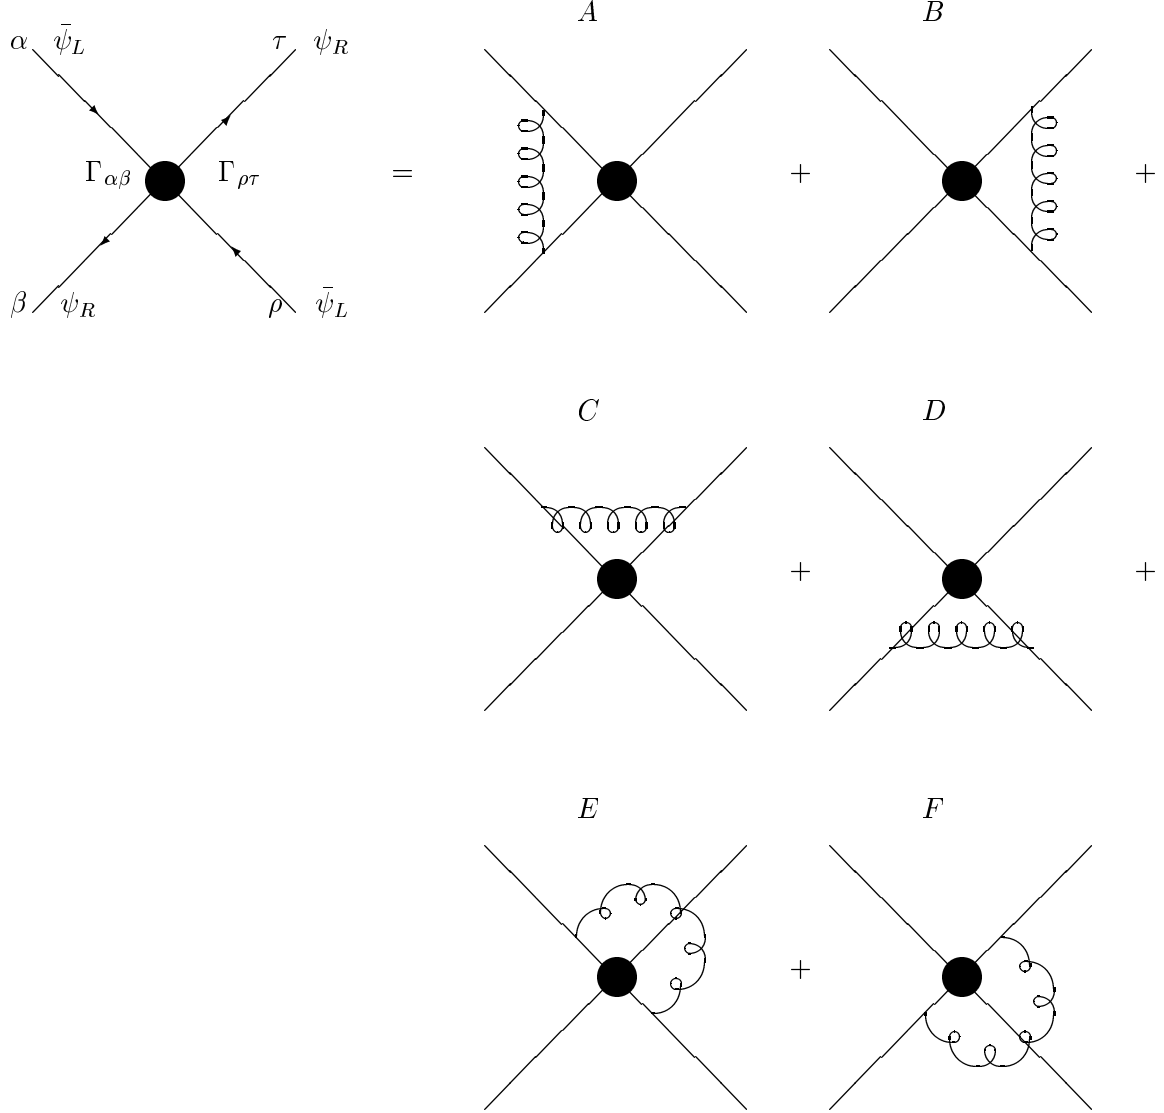 A B
α ψ̄_L τ ψ_R
Γ_αβ Γ_ρτ = + +
β ψ_R ρ ψ̄_L
C D
+ +
E F
+